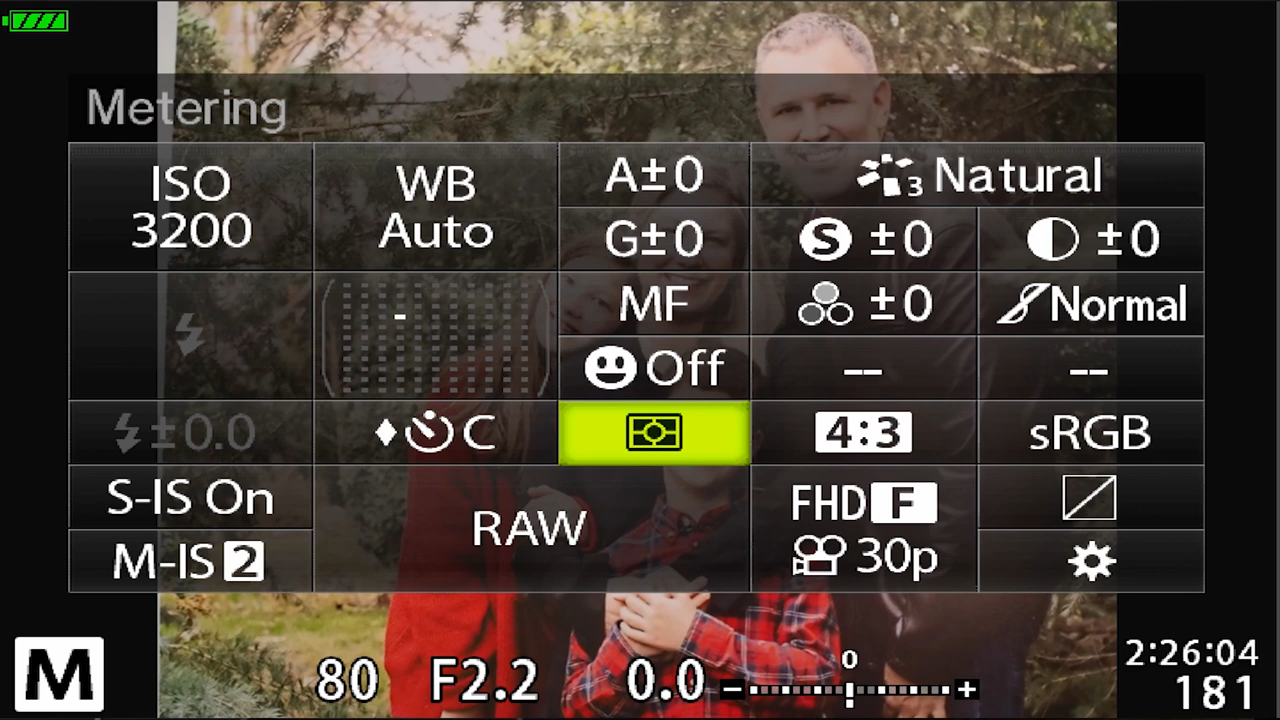 Metering
ISO
3200
WB
Auto
A±0
G±0
3 Natural
S ±0
±0
MF
±0
Normal
Off
--
--
±0.0
C
4:3
sRGB
S-IS On
M-IS 2
RAW
FHD F
30p
M
80 F2.2 0.0
0
- +
2:26:04
181